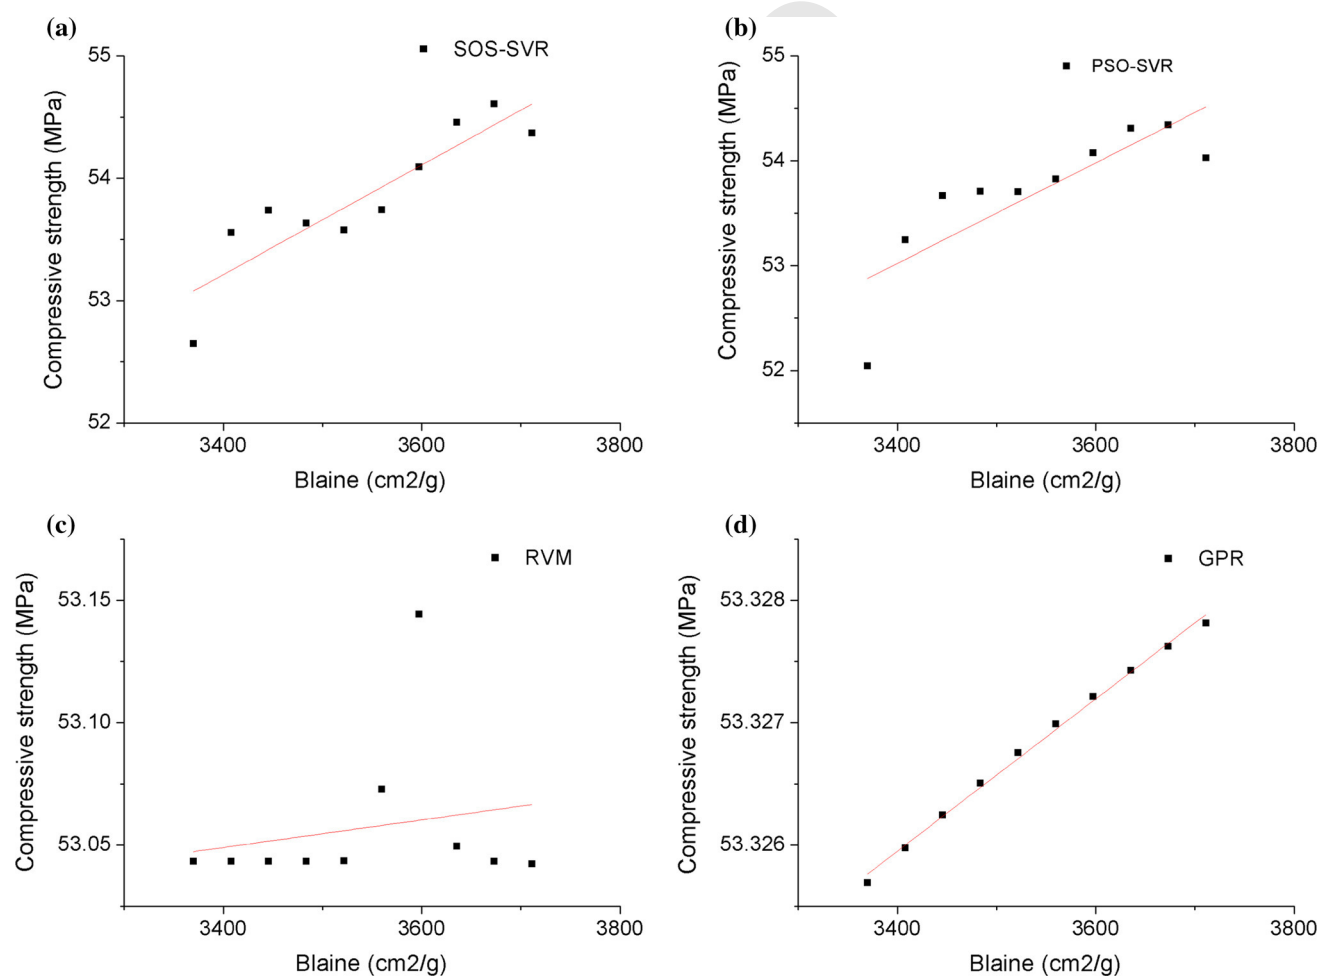 (a)
SOS-SVR
55
54
53
52
Compressive strength (MPa)
3400
3600
3800
Blaine (cm2/g)
(b)
PSO-SVR
55
54
53
52
Compressive strength (MPa)
3400
3600
3800
Blaine (cm2/g)
(c)
RVM
53.15
53.10
53.05
Compressive strength (MPa)
3400
3600
3800
Blaine (cm2/g)
(d)
GPR
53.328
53.327
53.326
Compressive strength (MPa)
3400
3600
3800
Blaine (cm2/g)